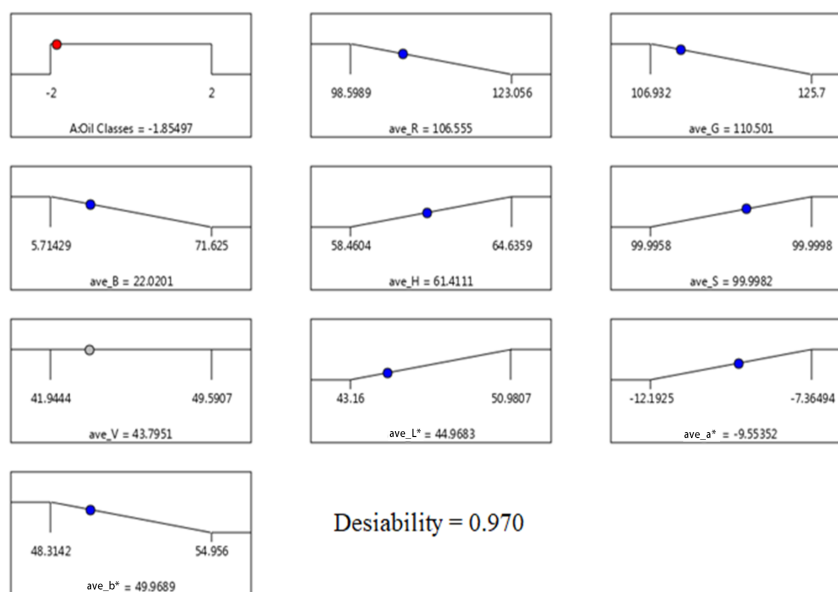 -2 2
A:Oil Classes = -1.85497
98.5989 123.056
ave_R = 106.555
106.932 125.7
ave_G = 110.501
5.71429 71.625
ave_B = 22.0201
58.4604 64.6359
ave_H = 61.4111
99.9958 99.9998
ave_S = 99.9982
41.9444 49.5907
ave_V = 43.7951
43.16 50.9807
ave_L* = 44.9683
-12.1925 -7.36494
ave_a* = -9.55352
48.3142 54.956
ave_b* = 49.9689
Desiability = 0.970